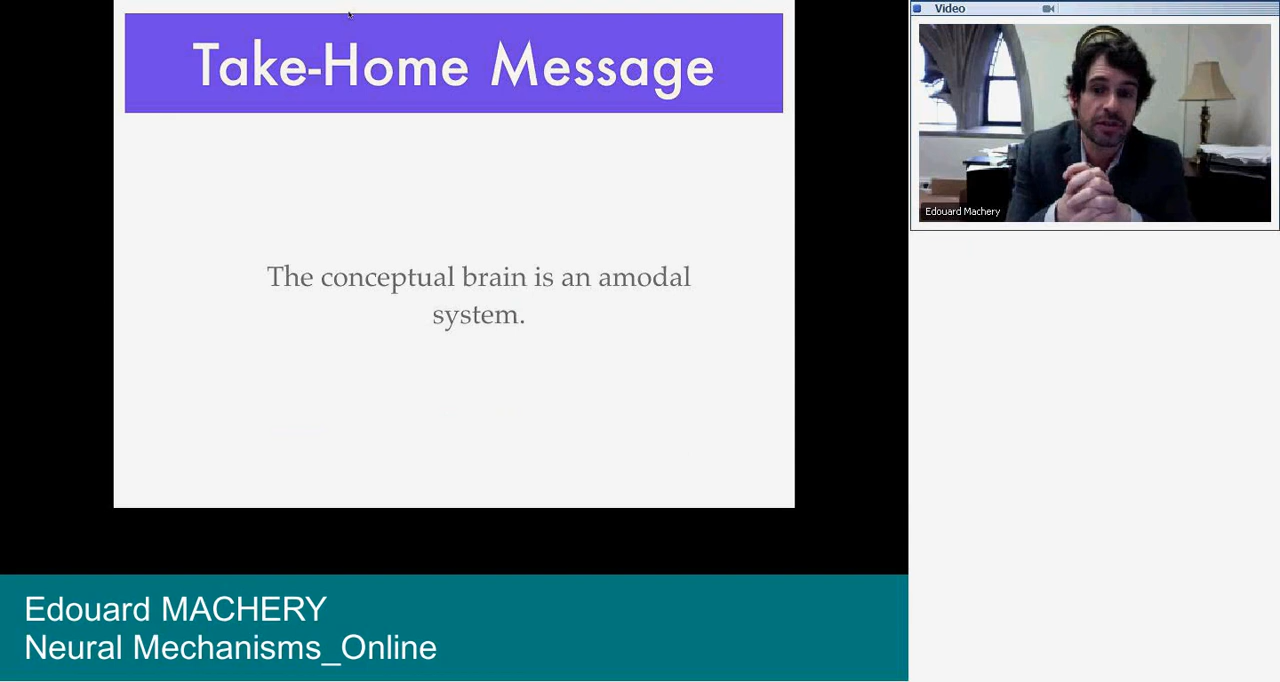 Take-Home Message
The conceptual brain is an amodal
system.
Edouard MACHERY
Neural Mechanisms_Online
Video
Edouard Machery